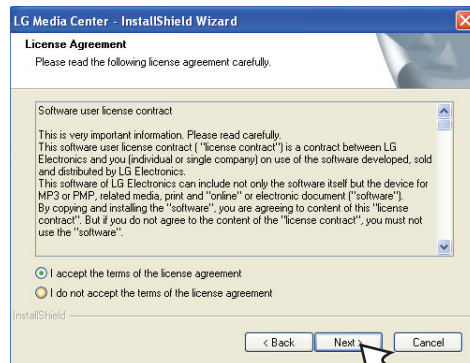 LG Media Center - InstallShield Wizard
License Agreement
Please read the following license agreement carefully.
Software user license contract
This is very important information. Please read carefully.
This software user license contract ( "license contract") is a contract between LG
Electronics and you (individual or single company) on use of the software developed, sold
and distributed by LG Electronics.
This software of LG Electronics can include not only the software itself but the device for
MP3 or PMP, related media, print and "online" or electronic document ("software").
By copying and installing the "software", you are agreeing to content of this "license
contract". But if you do not agree to the content of the "license contract", you must not
use the "software".
I accept the terms of the license agreement
I do not accept the terms of the license agreement
InstallShield
< Back Next > Cancel